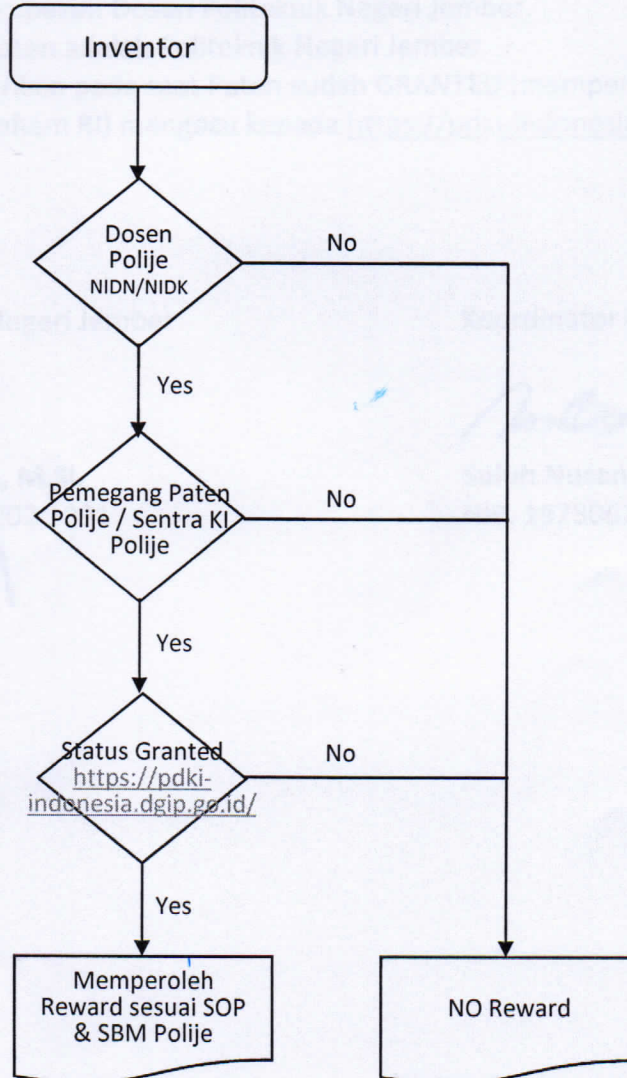 Inventor
Dosen
Polije
NIDN/NIDK
No
Yes
Pemegang Paten
Polije / Sentra KI
Polije
No
Yes
Status Granted
https://pdki-
indonesia.dgip.go.id/
No
Yes
Memperoleh
Reward sesuai SOP
& SBM Polije
NO Reward